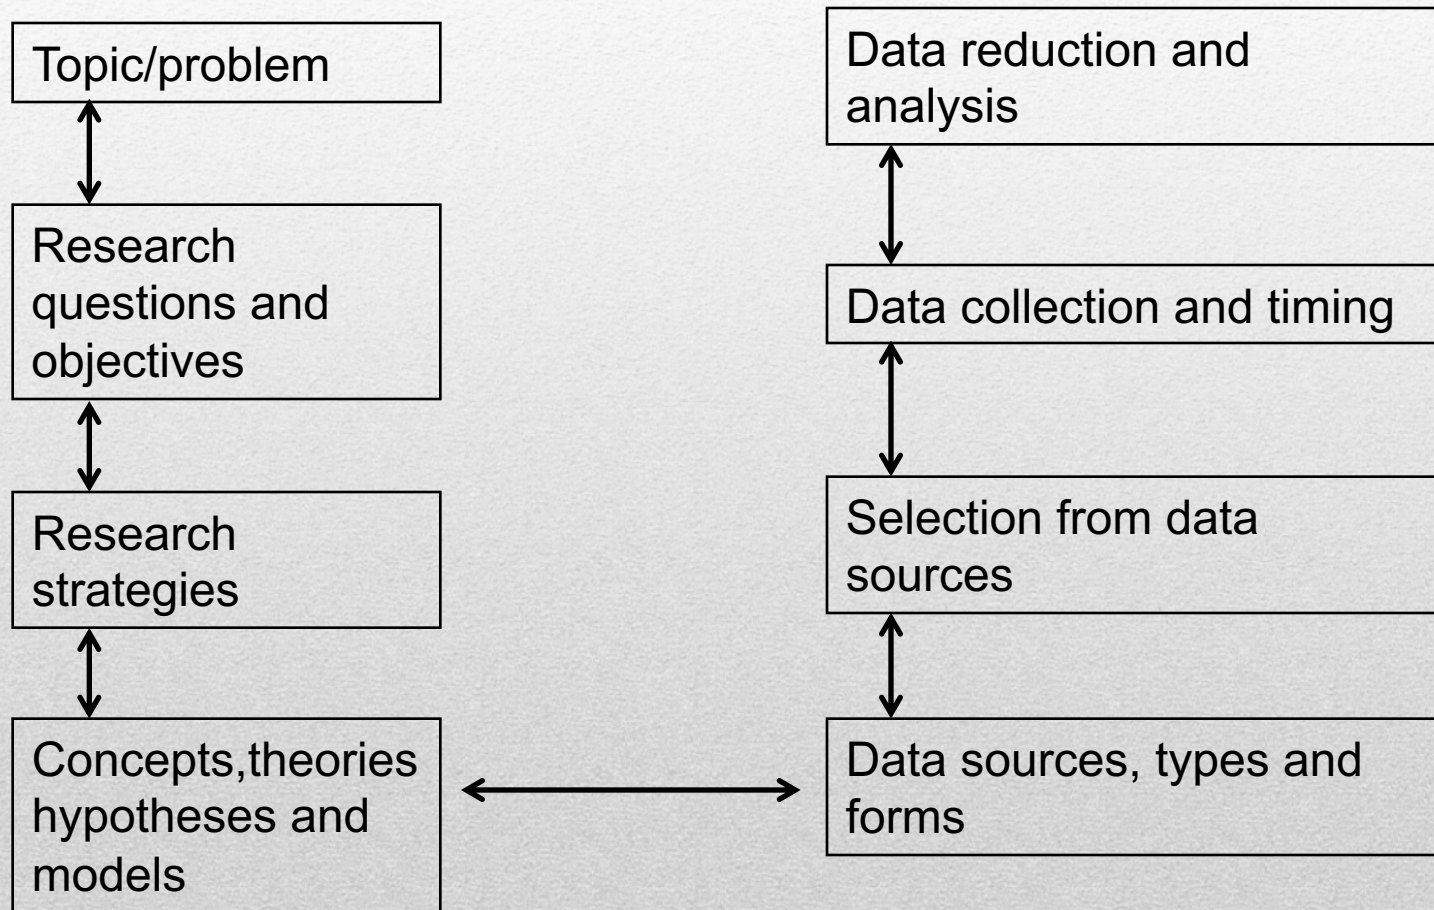 Topic/problem
Research
questions and
objectives
Research
strategies
Concepts,theories
hypotheses and
models
Data reduction and
analysis
Data collection and timing
Selection from data
sources
Data sources, types and
forms